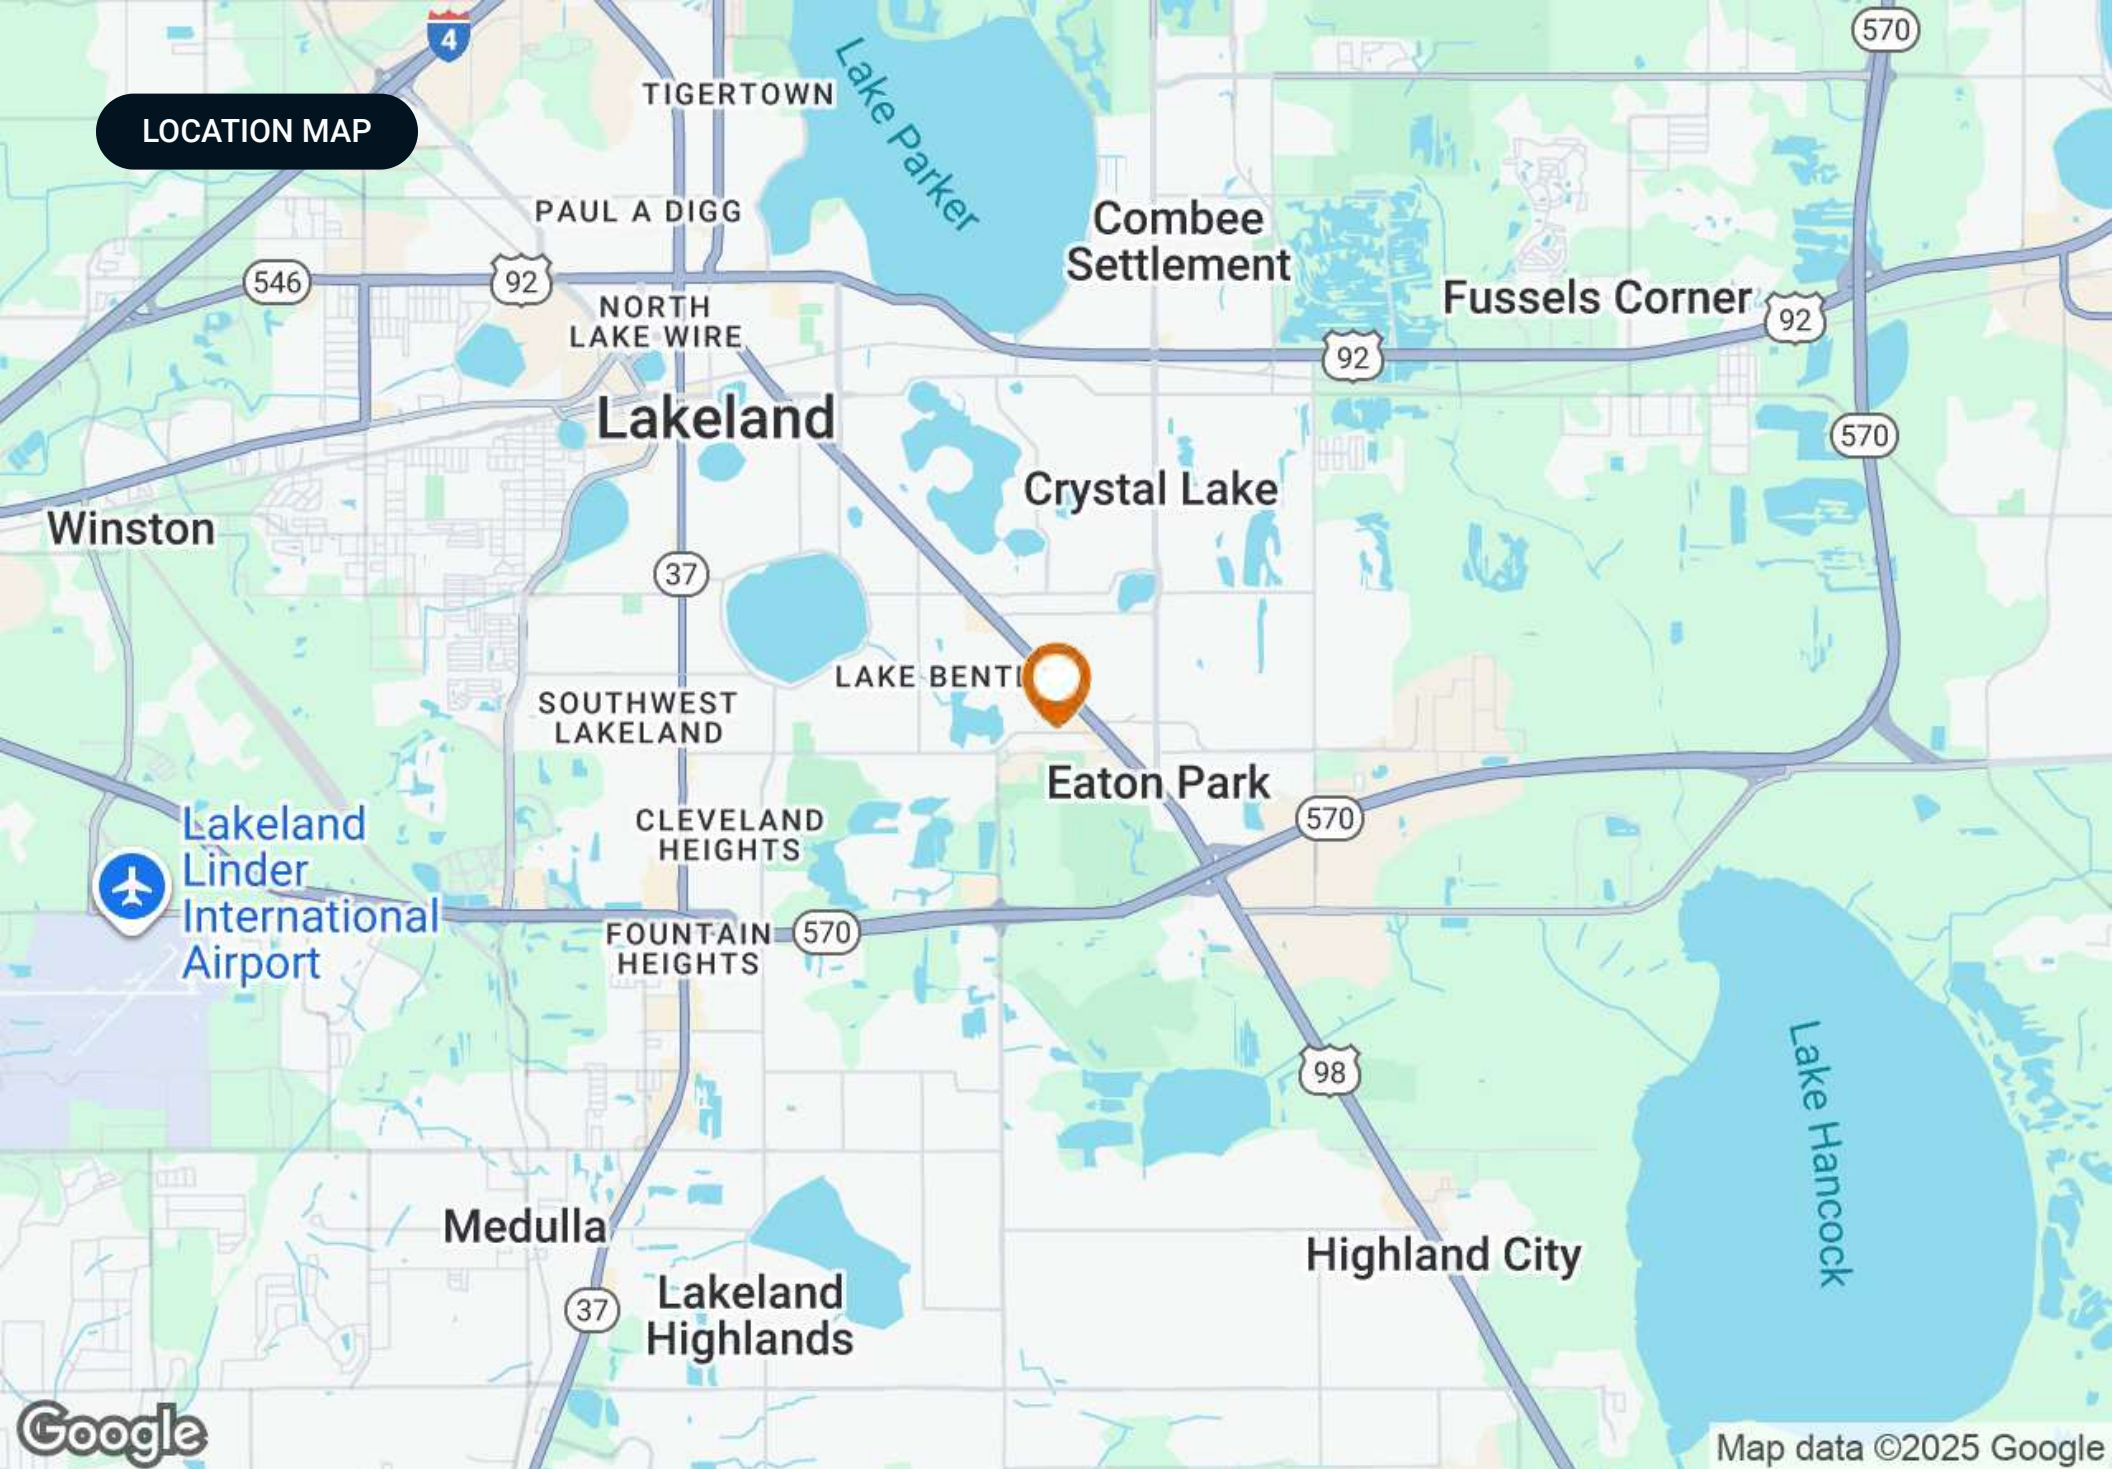 4
570
LOCATION MAP
TIGERTOWN
Lake Parker
PAUL A DIGG
Combee
Settlement
546
92
NORTH
LAKE WIRE
Fussels Corner
92
92
Lakeland
570
Crystal Lake
Winston
37
LAKE BENT
SOUTHWEST
LAKELAND
Eaton Park
570
CLEVELAND
HEIGHTS
Lakeland
Linder
International
Airport
FOUNTAIN
HEIGHTS
570
98
Lake Hancock
Medulla
Highland City
37
Lakeland
Highlands
Google
Map data ©2025 Google